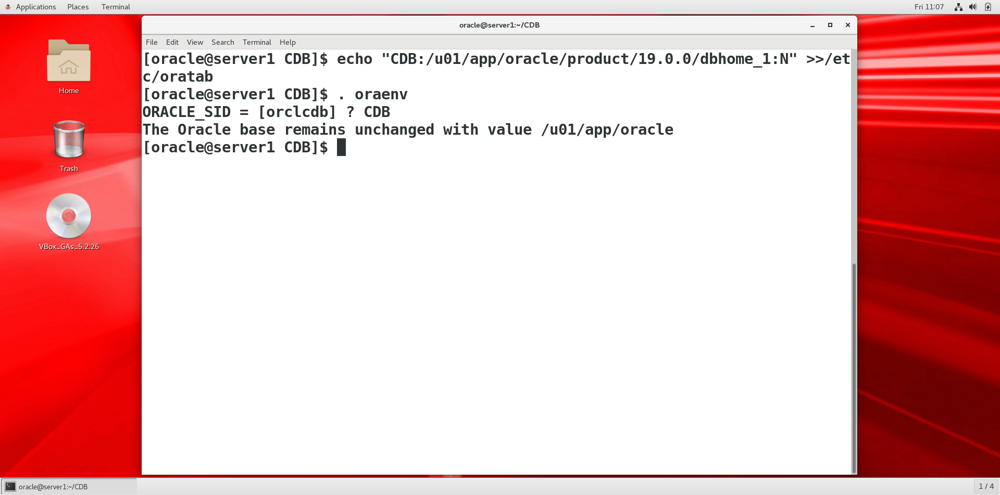 Applications Places Terminal Fri 11:07
oracle@server1:~/CDB
File Edit View Search Terminal Help
[oracle@server1 CDB]$ echo "CDB:/u01/app/oracle/product/19.0.0/dbhome_1:N" >>/et
c/oratab
[oracle@server1 CDB]$ . oraenv
ORACLE_SID = [orclcdb] ? CDB
The Oracle base remains unchanged with value /u01/app/oracle
[oracle@server1 CDB]$
Home
Trash
VBox_GAs_5.2.26
oracle@server1:~/CDB 1 / 4